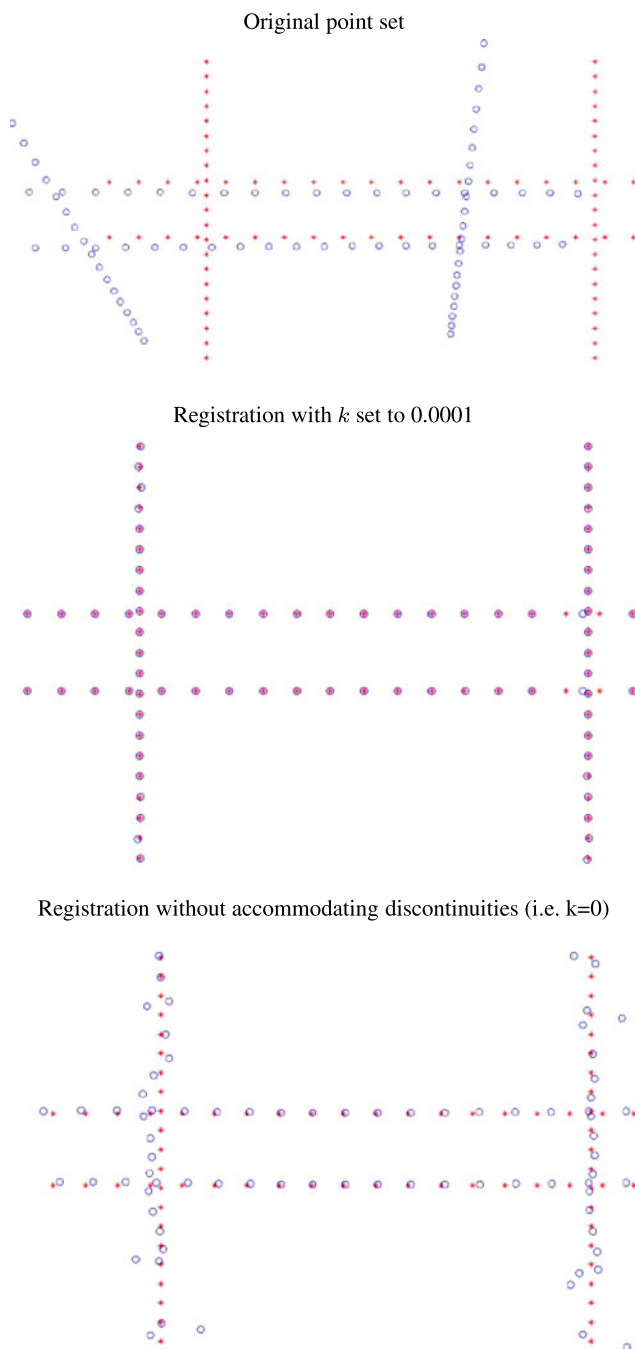 Original point set
Registration with k set to 0.0001
Registration without accommodating discontinuities (i.e. k=0)